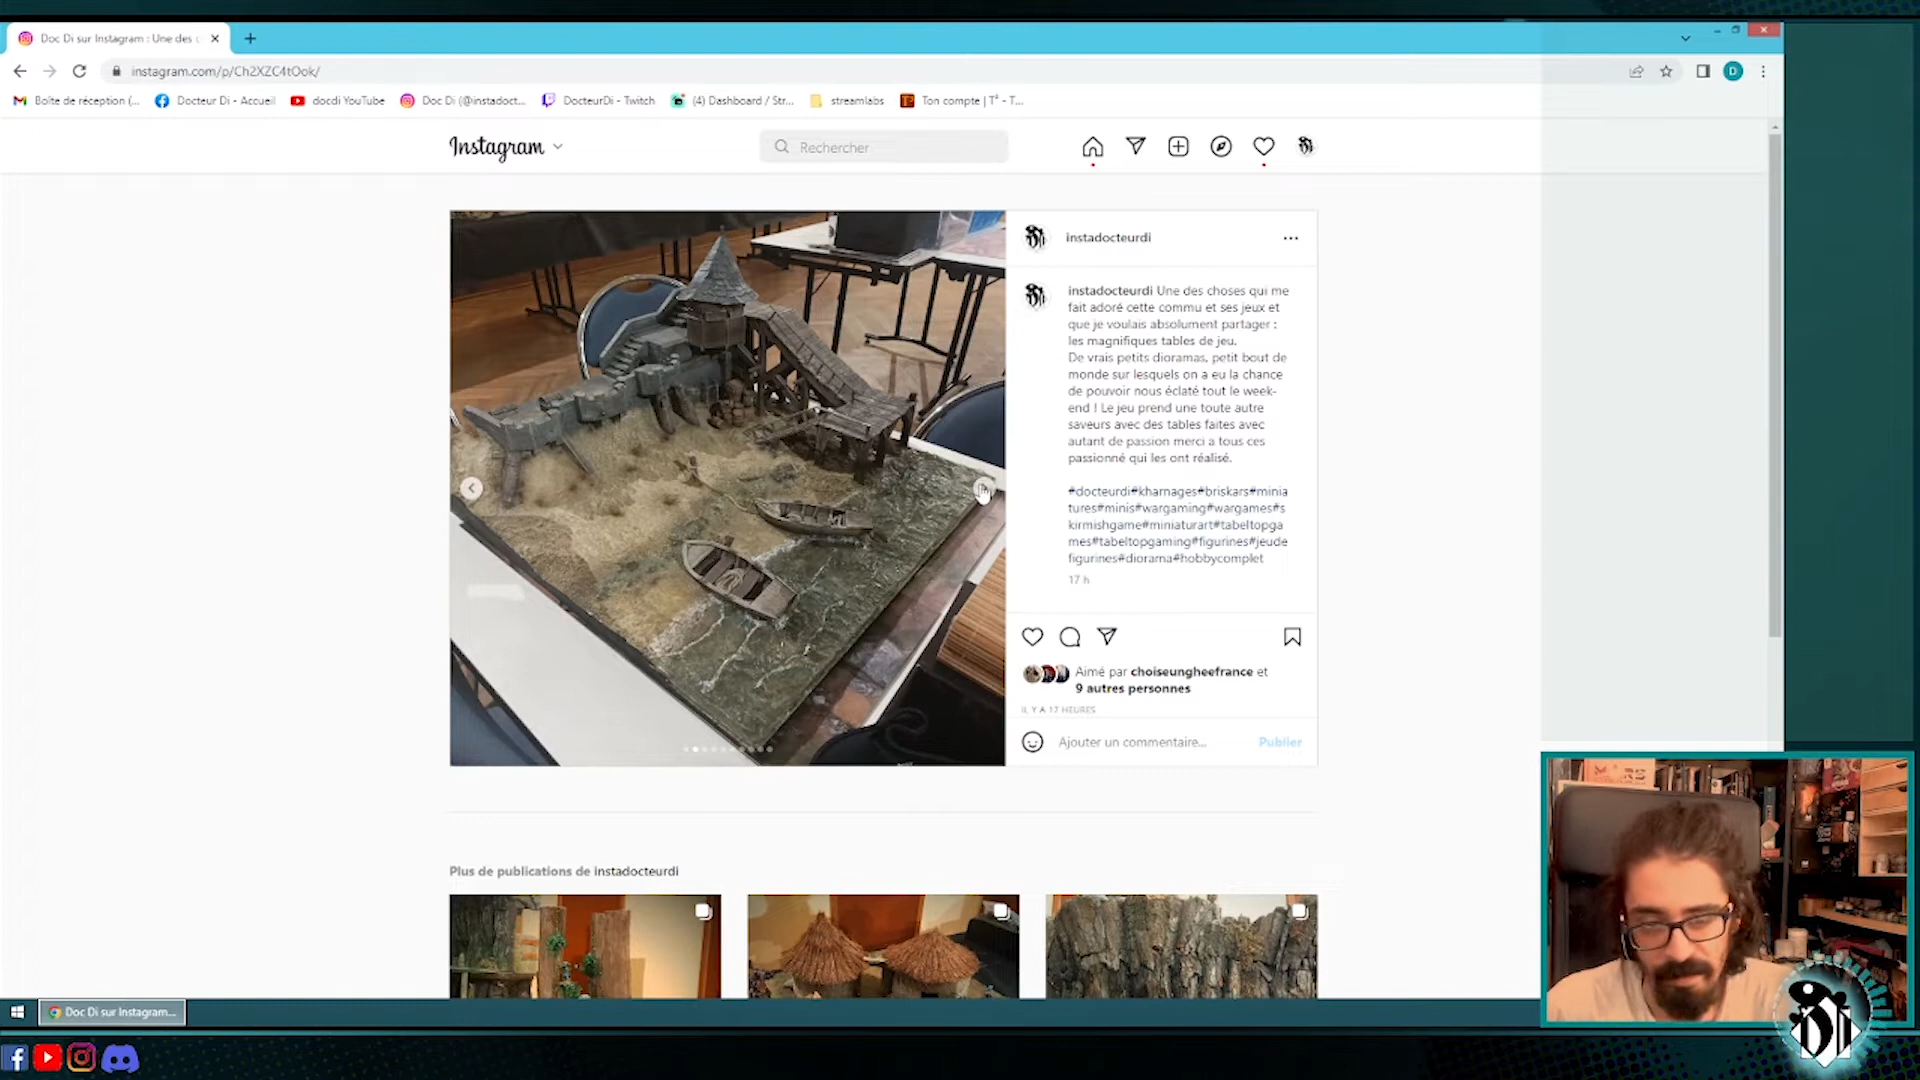 Doc Di sur Instagram : Une des c
instagram.com/p/Ch2XZC4tOok/
Boîte de réception (...
Docteur Di - Accueil
docdi YouTube
Doc Di (@instadoct...
DocteurDi - Twitch
(4) Dashboard / Str...
streamlabs
Ton compte | T² - T...
Instagram
Rechercher
instadocteurdi
instadocteurdi Une des choses qui me
fait adoré cette commu et ses jeux et
que je voulais absolument partager :
les magnifiques tables de jeu.
De vrais petits dioramas, petit bout de
monde sur lesquels on a eu la chance
de pouvoir nous éclaté tout le week-
end ! Le jeu prend une toute autre
saveurs avec des tables faites avec
autant de passion merci a tous ces
passionné qui les ont réalisé.
#docteurdi#kharnages#briskars#minia
tures#minis#wargaming#wargames#s
kirmishgame#miniaturart#tabeltopga
mes#tabeltopgaming#figurines#jeude
figurines#diorama#hobbycomplet
17 h
Aimé par choiseungheefrance et
9 autres personnes
IL Y A 17 HEURES
Ajouter un commentaire...
Publier
Plus de publications de instadocteurdi
Doc Di sur Instagram...